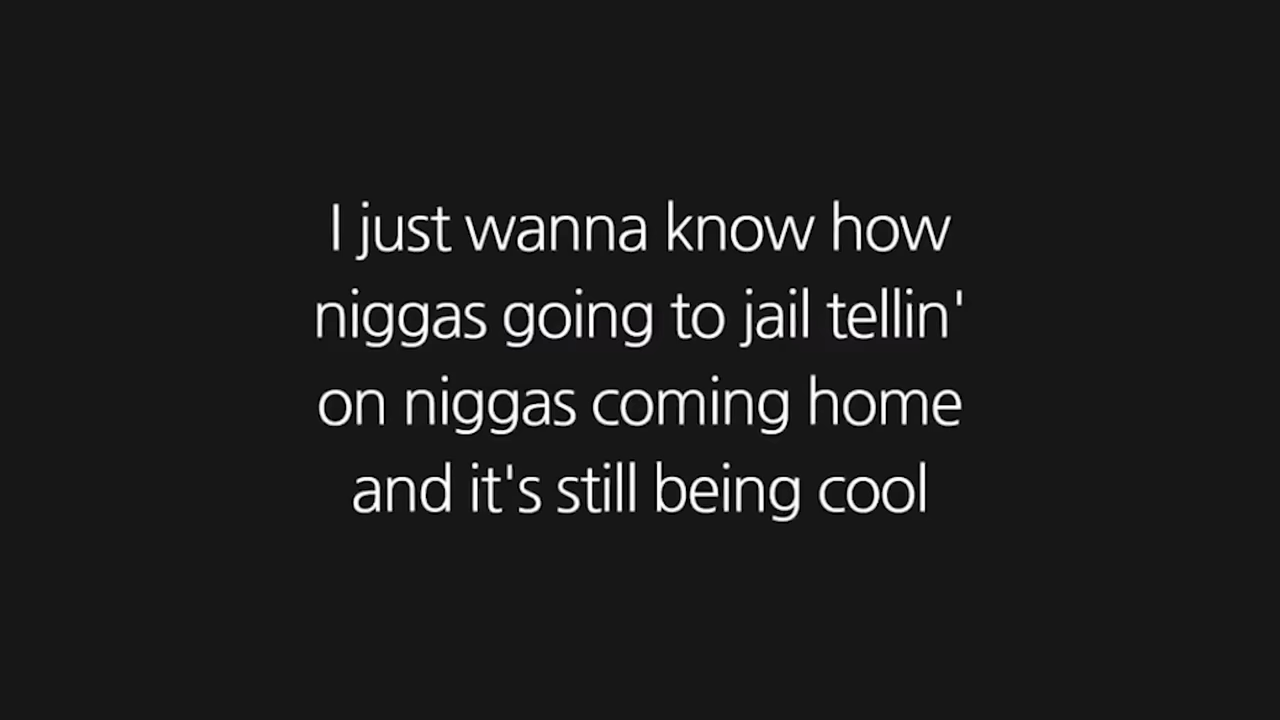 I just wanna know how
niggas going to jail tellin'
on niggas coming home
and it's still being cool